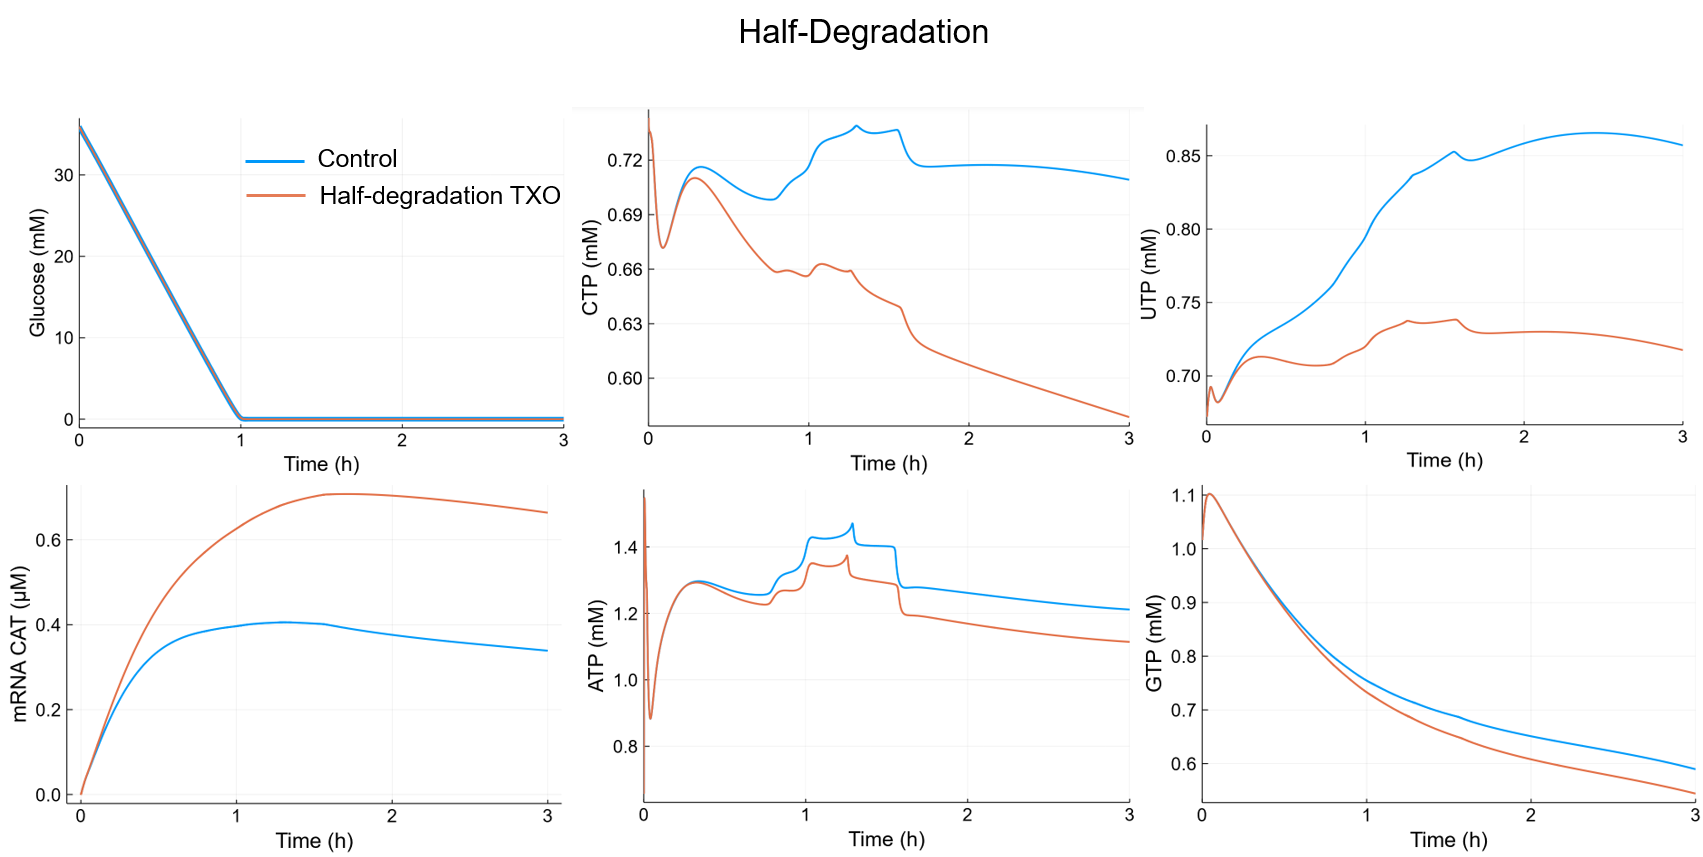 Half-Degradation
Control
Half-degradation TXO
30
20
10
0
0 1 2 3
Glucose (mM)
Time (h)
0.72
0.69
0.66
0.63
0.60
0 1 2 3
CTP (mM)
Time (h)
0.85
0.80
0.75
0.70
0 1 2 3
UTP (mM)
Time (h)
0.6
0.4
0.2
0.0
0 1 2 3
mRNA CAT (μM)
Time (h)
1.4
1.2
1.0
0.8
0 1 2 3
ATP (mM)
Time (h)
1.1
1.0
0.9
0.8
0.7
0.6
0 1 2 3
GTP (mM)
Time (h)